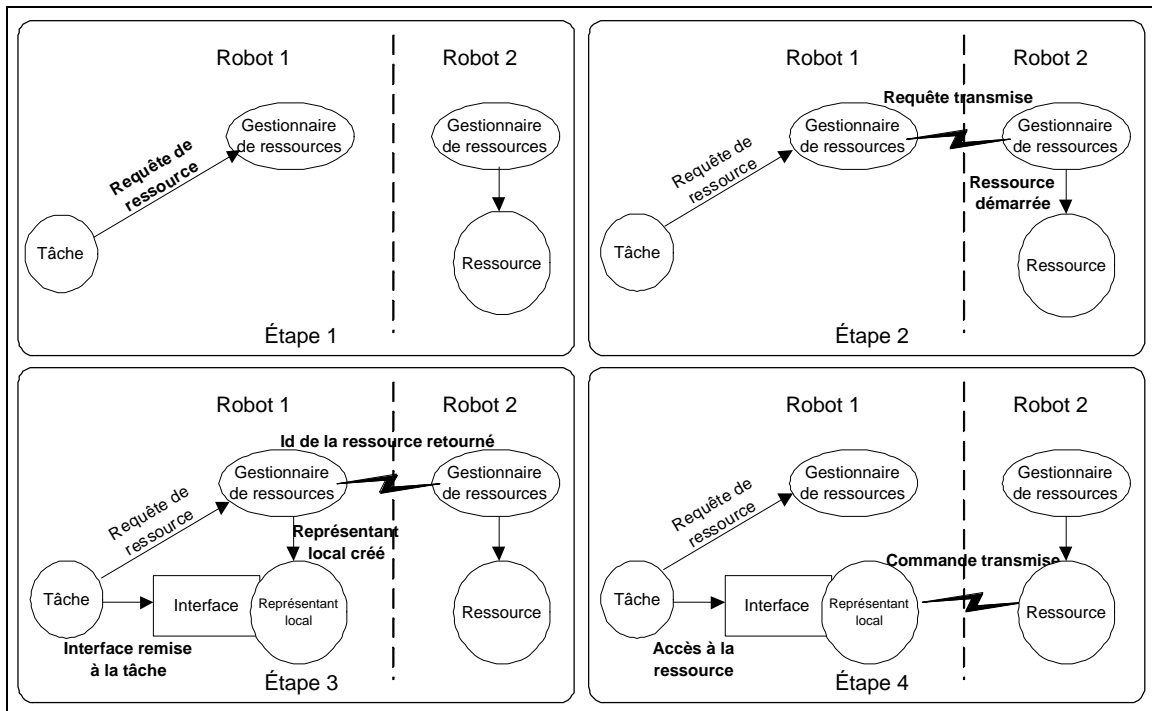 Robot 1
Robot 2
Gestionnaire
de ressources
Gestionnaire
de ressources
Requête de
ressource
Tâche
Ressource
Étape 1
Robot 1
Robot 2
Requête transmise
Gestionnaire
de ressources
Gestionnaire
de ressources
Requête de
ressource
Ressource
démarrée
Tâche
Ressource
Étape 2
Robot 1
Robot 2
Id de la ressource retourné
Gestionnaire
de ressources
Gestionnaire
de ressources
Requête de
ressource
Représentant
local créé
Tâche
Interface
Représentant
local
Ressource
Interface remise
à la tâche
Étape 3
Robot 1
Robot 2
Gestionnaire
de ressources
Gestionnaire
de ressources
Requête de
ressource
Commande transmise
Tâche
Interface
Représentant
local
Ressource
Accès à la
ressource
Étape 4